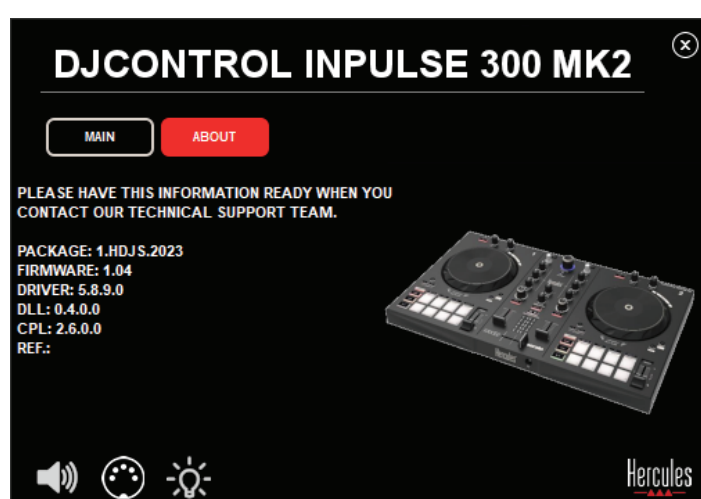 DJCONTROL INPULSE 300 MK2
MAIN
ABOUT
PLEASE HAVE THIS INFORMATION READY WHEN YOU
CONTACT OUR TECHNICAL SUPPORT TEAM.
PACKAGE: 1.HDJS.2023
FIRMWARE: 1.04
DRIVER: 5.8.9.0
DLL: 0.4.0.0
CPL: 2.6.0.0
REF.:
Hercules
Hercules